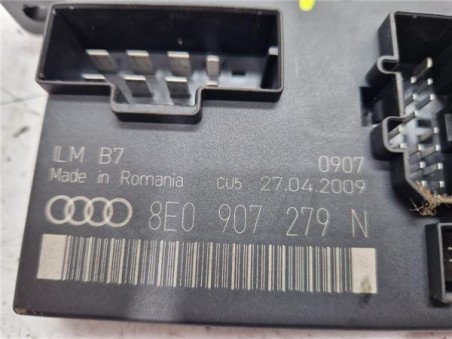 ILM B7 0907
Made in Romania CU5 27.04.2009
8E0 907 279 N